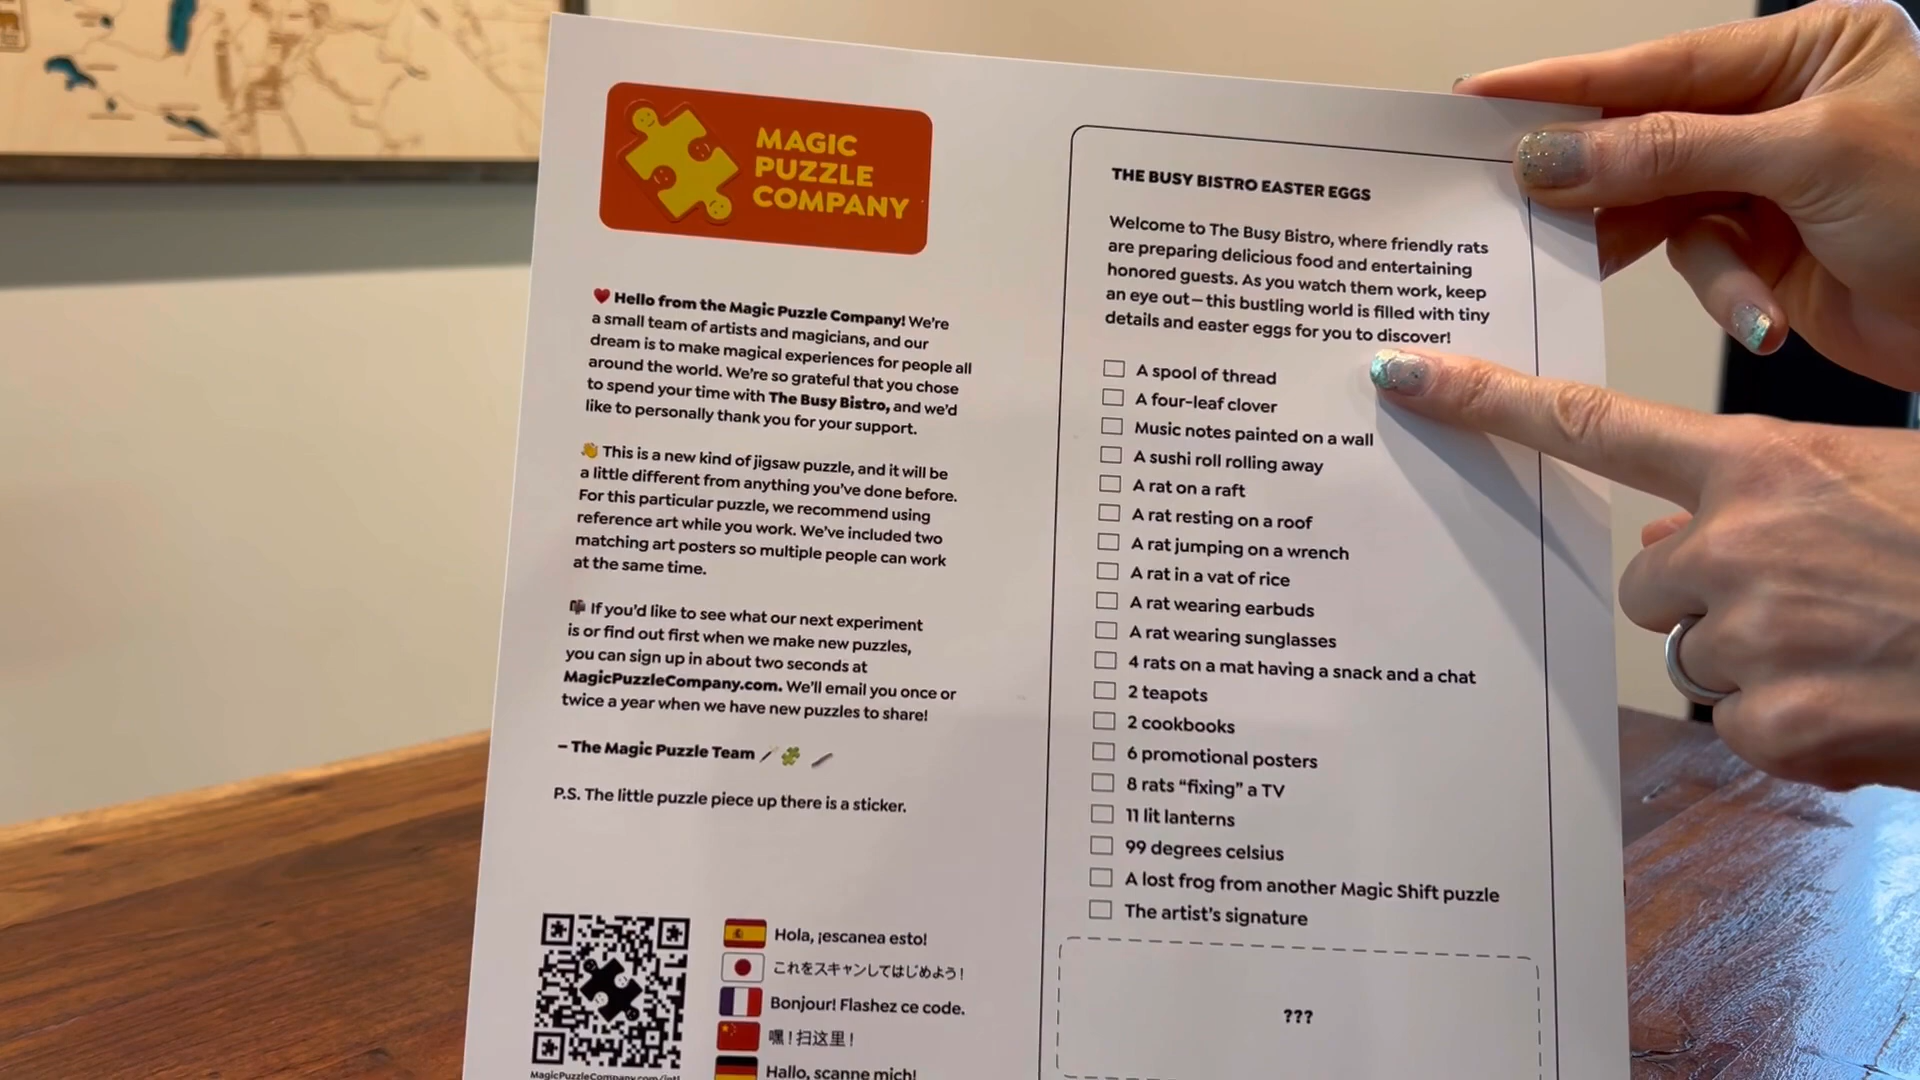 MAGIC
PUZZLE
COMPANY
Hello from the Magic Puzzle Company! We're
a small team of artists and magicians, and our
dream is to make magical experiences for people all
around the world. We're so grateful that you chose
to spend your time with The Busy Bistro, and we'd
like to personally thank you for your support.
This is a new kind of jigsaw puzzle, and it will be
a little different from anything you've done before.
For this particular puzzle, we recommend using
reference art while you work. We've included two
matching art posters so multiple people can work
at the same time.
If you'd like to see what our next experiment
is or find out first when we make new puzzles,
you can sign up in about two seconds at
MagicPuzzleCompany.com. We'll email you once or
twice a year when we have new puzzles to share!
– The Magic Puzzle Team
P.S. The little puzzle piece up there is a sticker.
Hola, ¡escanea esto!
これをスキャンしてはじめよう!
Bonjour! Flashez ce code.
嘿!扫这里!
Hallo, scanne mich!
MagicPuzzleCompany.com/intl
THE BUSY BISTRO EASTER EGGS
Welcome to The Busy Bistro, where friendly rats
are preparing delicious food and entertaining
honored guests. As you watch them work, keep
an eye out—this bustling world is filled with tiny
details and easter eggs for you to discover!
A spool of thread
A four-leaf clover
Music notes painted on a wall
A sushi roll rolling away
A rat on a raft
A rat resting on a roof
A rat jumping on a wrench
A rat in a vat of rice
A rat wearing earbuds
A rat wearing sunglasses
4 rats on a mat having a snack and a chat
2 teapots
2 cookbooks
6 promotional posters
8 rats “fixing” a TV
11 lit lanterns
99 degrees celsius
A lost frog from another Magic Shift puzzle
The artist's signature
???